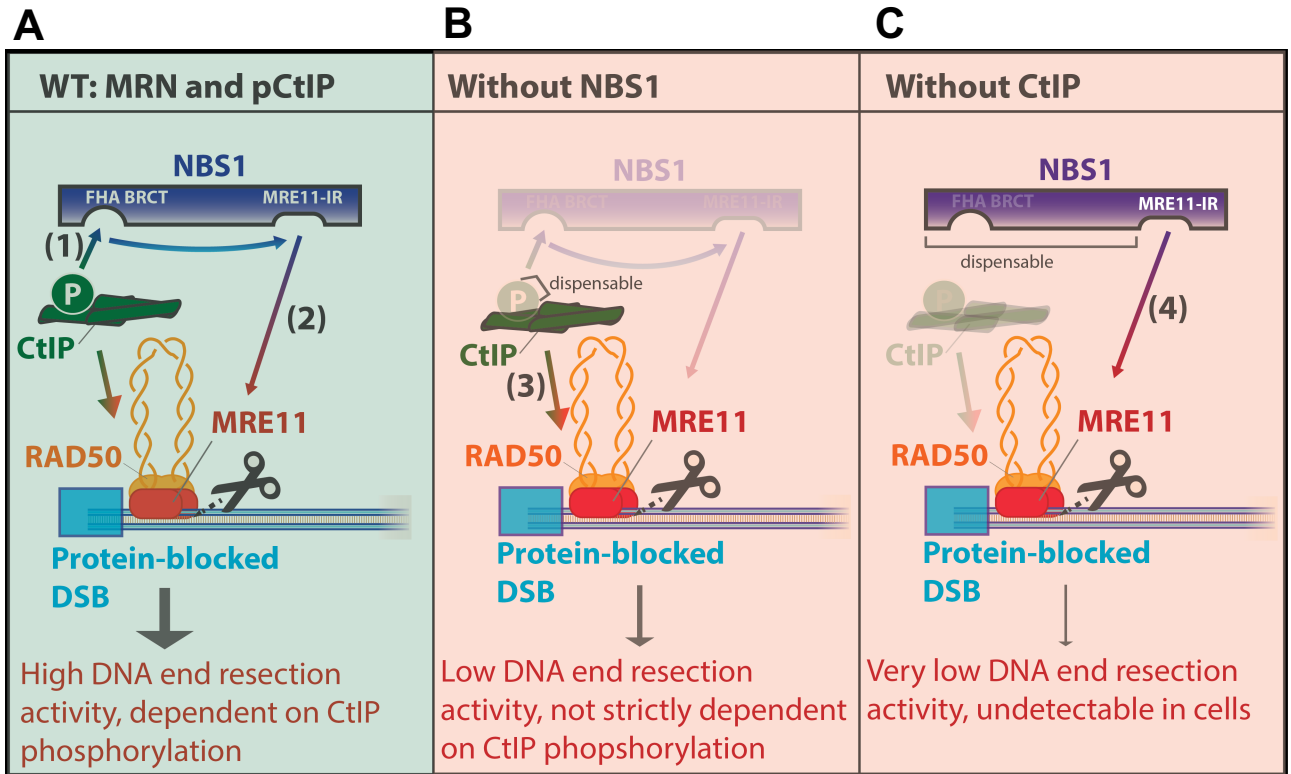 A
B
C
WT: MRN and pCtIP
Without NBS1
Without CtIP
NBS1
FHA BRCT
MRE11-IR
(1)
P
CtIP
(2)
MRE11
RAD50
Protein-blocked
DSB
High DNA end resection
activity, dependent on CtIP
phosphorylation
NBS1
FHA BRCT
MRE11-IR
P
dispensable
CtIP
(3)
MRE11
RAD50
Protein-blocked
DSB
Low DNA end resection
activity, not strictly dependent
on CtIP phopshorylation
NBS1
FHA BRCT
MRE11-IR
dispensable
P
CtIP
(4)
MRE11
RAD50
Protein-blocked
DSB
Very low DNA end resection
activity, undetectable in cells